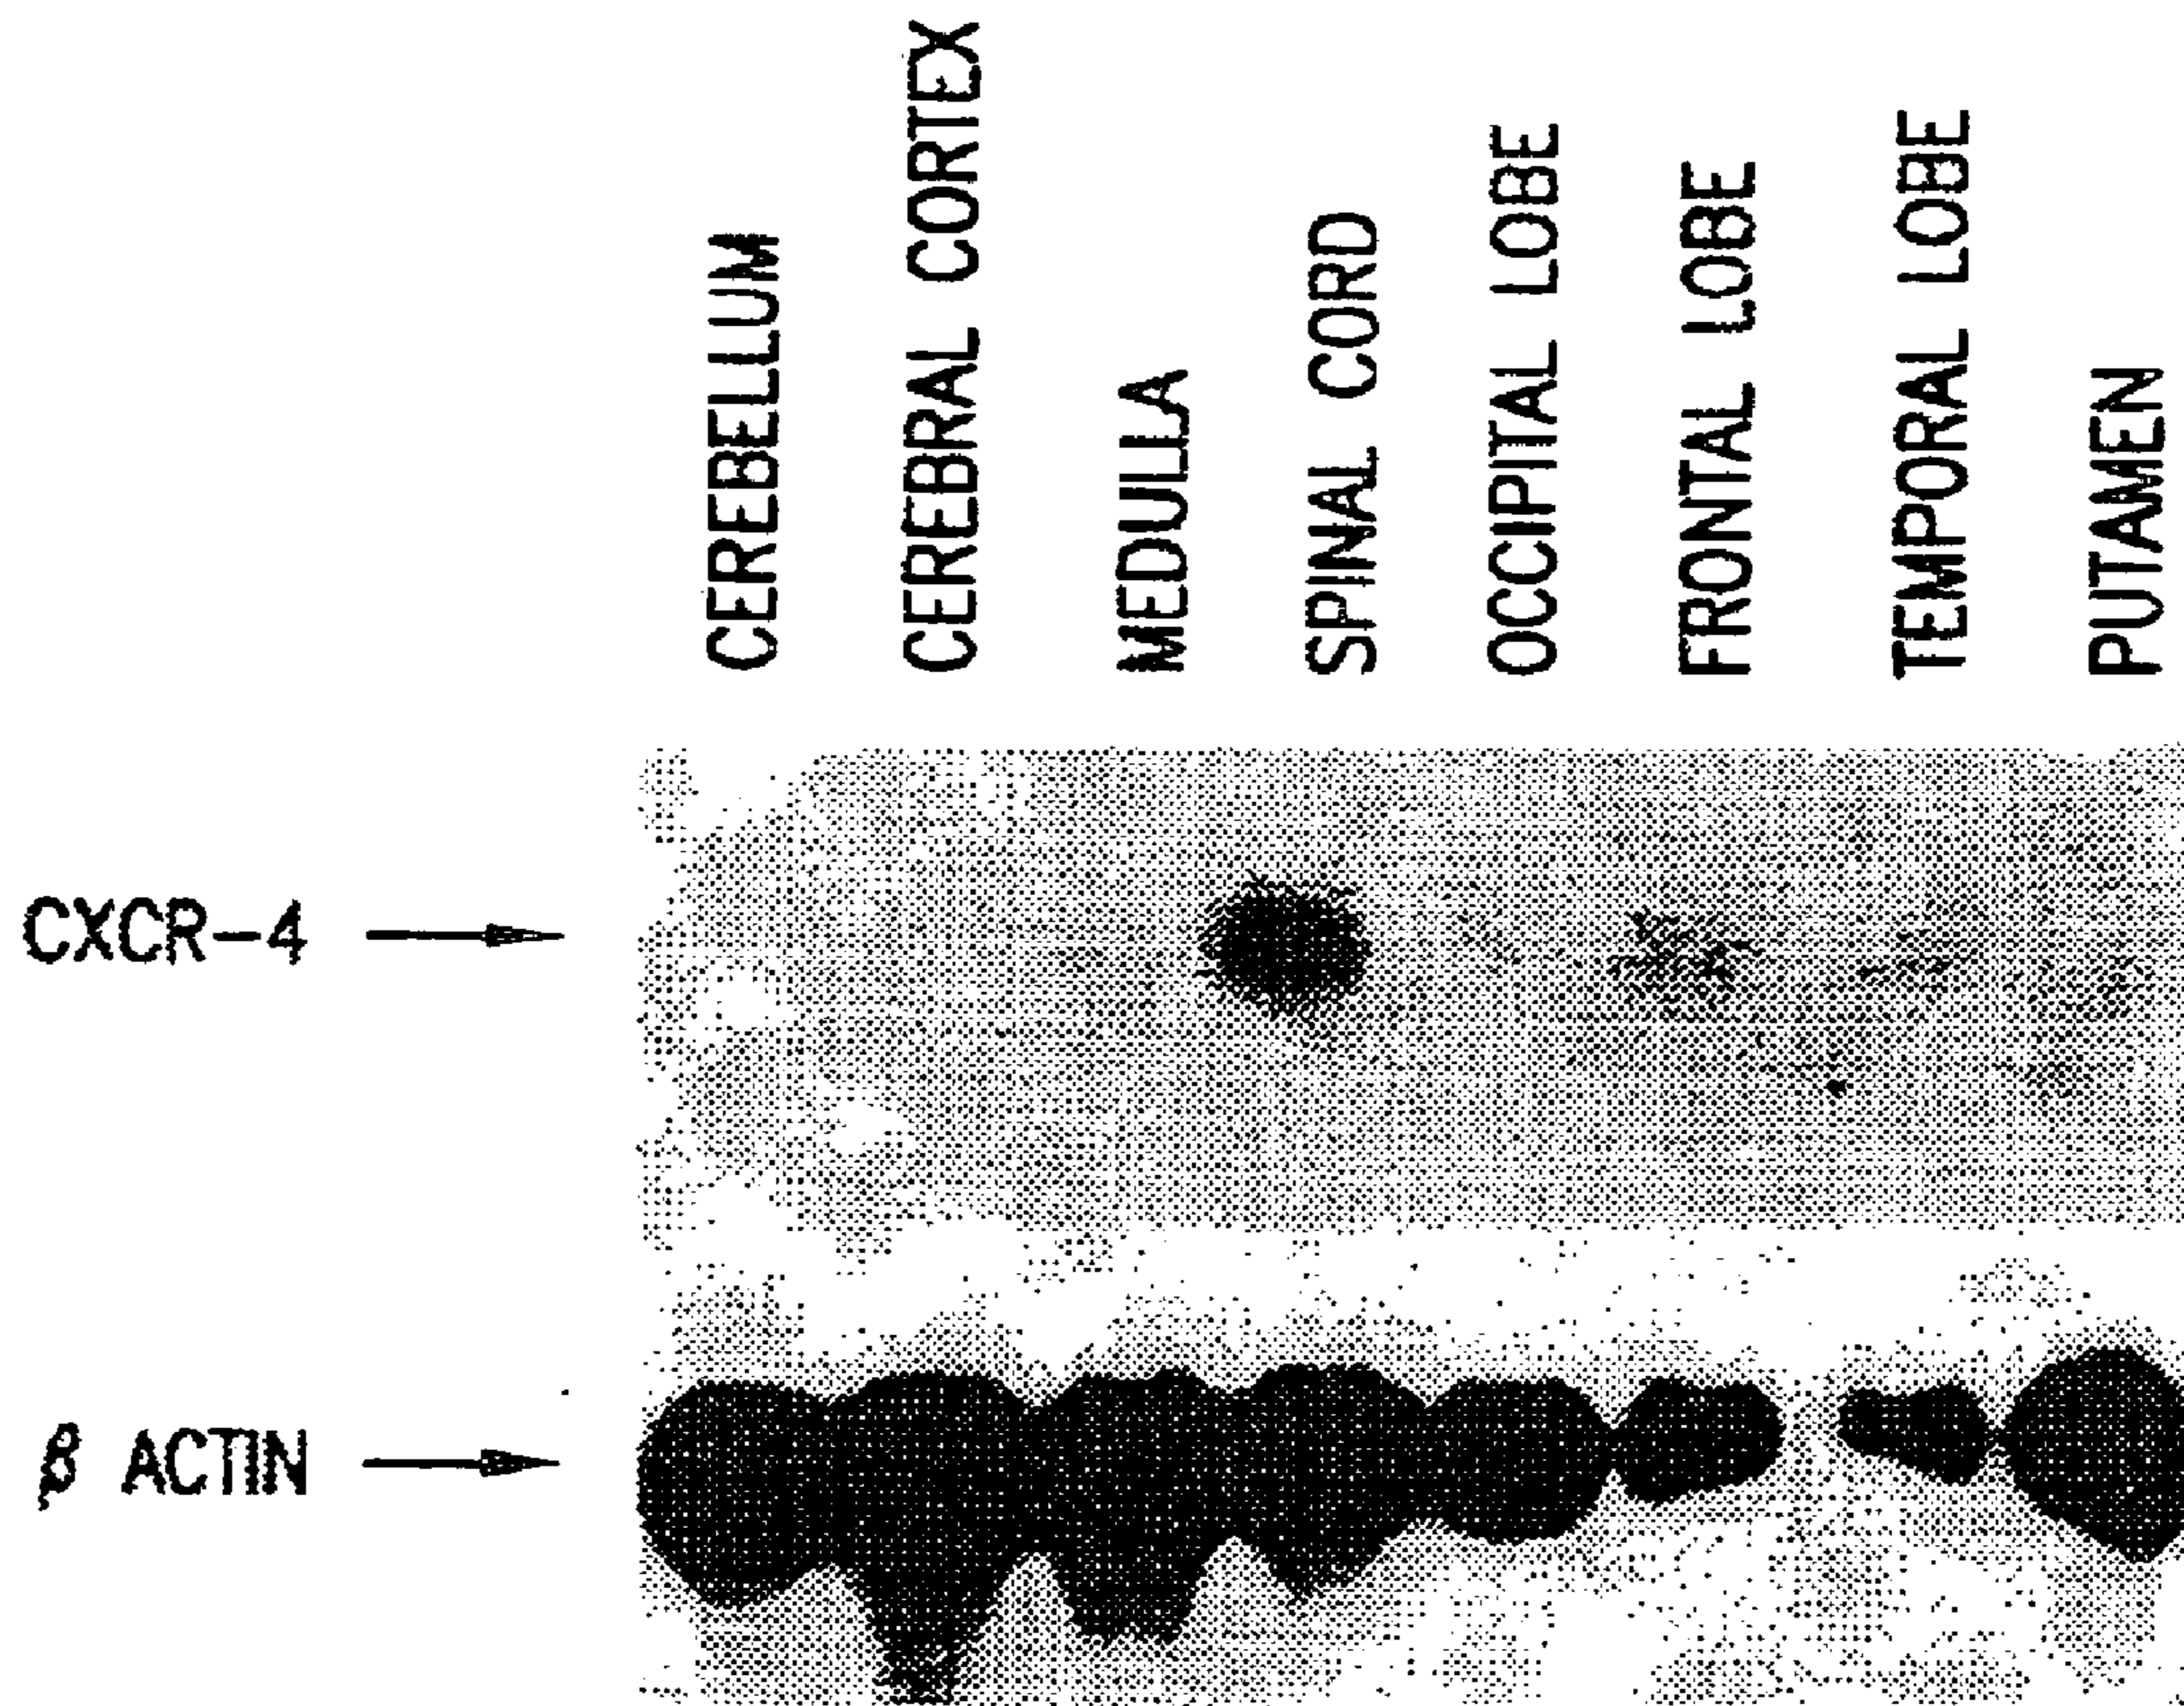 CEREBELLUM
CEREBRAL CORTEX
MEDULLA
SPINAL CORD
OCCIPITAL LOBE
FRONTAL LOBE
TEMPORAL LOBE
PUTAMEN
CXCR-4
β ACTIN